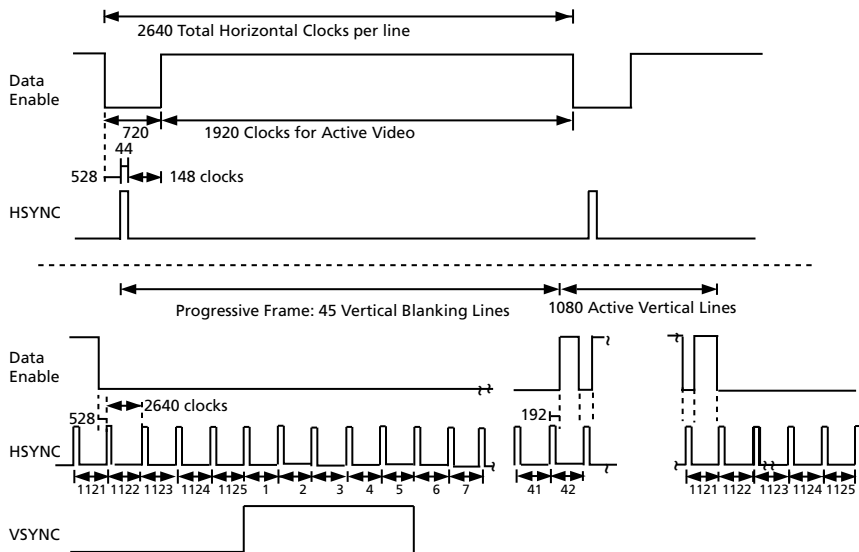 2640 Total Horizontal Clocks per line
Data
Enable
720
1920 Clocks for Active Video
44
528
148 clocks
HSYNC
Progressive Frame: 45 Vertical Blanking Lines
1080 Active Vertical Lines
Data
Enable
528
2640 clocks
192
HSYNC
1121 1122 1123 1124 1125 1 2 3 4 5 6 7 41 42 1121 1122 1123 1124 1125
VSYNC